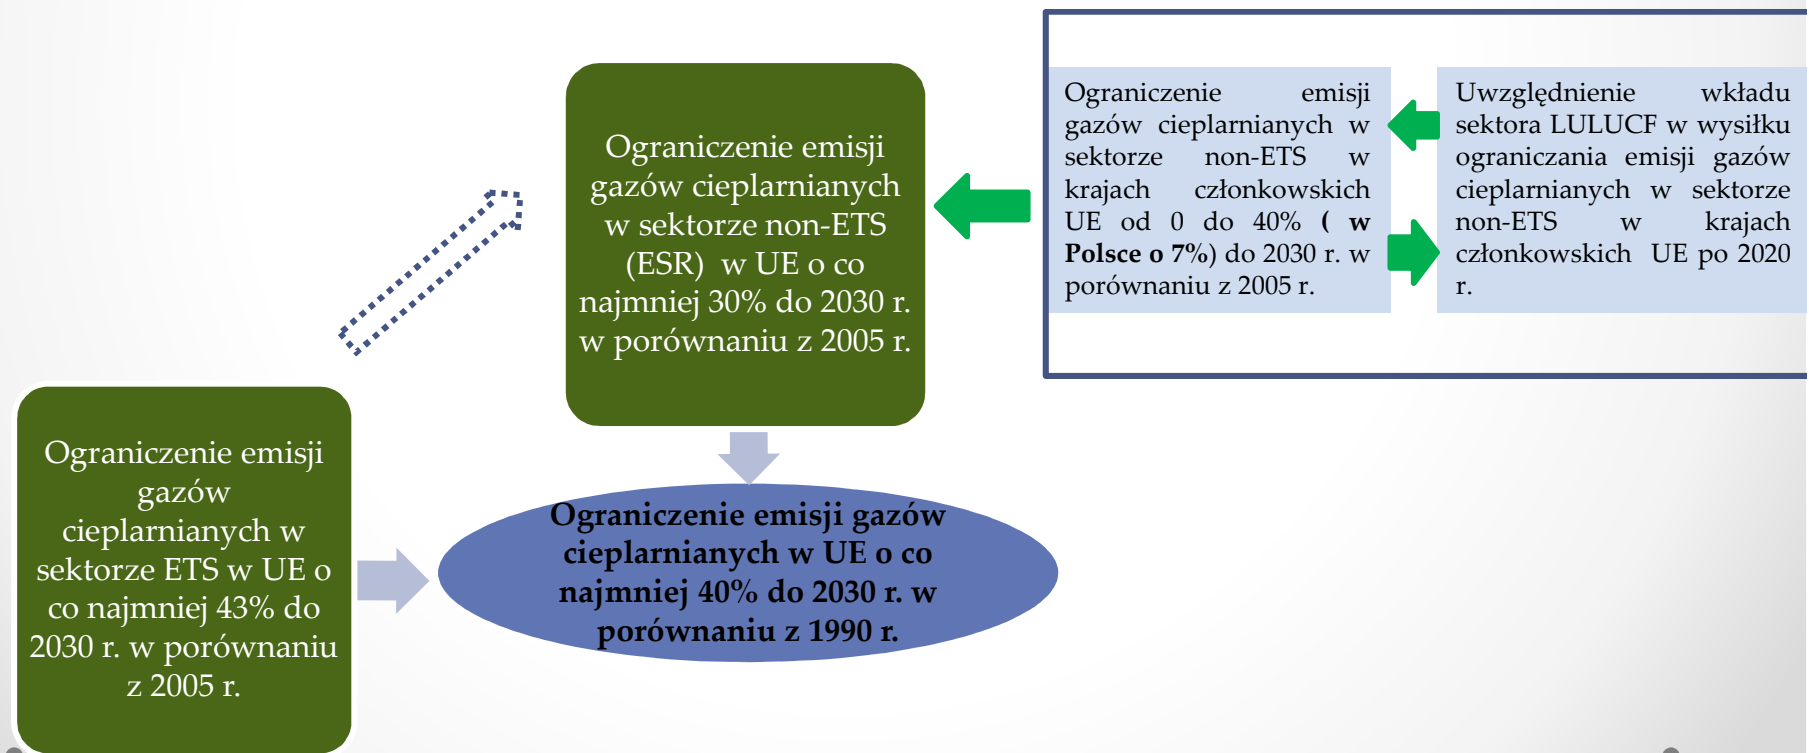 Ograniczenie emisji
gazów cieplarnianych
w sektorze non-ETS
(ESR) w UE o co
najmniej 30% do 2030 r.
w porównaniu z 2005 r.
Ograniczenie emisji
gazów cieplarnianych w
sektorze non-ETS w
krajach członkowskich
UE od 0 do 40% ( w
Polsce o 7%) do 2030 r. w
porównaniu z 2005 r.
Uwzględnienie wkładu
sektora LULUCF w wysiłku
ograniczania emisji gazów
cieplarnianych w sektorze
non-ETS w krajach
członkowskich UE po 2020
r.
Ograniczenie emisji
gazów
cieplarnianych w
sektorze ETS w UE o
co najmniej 43% do
2030 r. w porównaniu
z 2005 r.
Ograniczenie emisji gazów
cieplarnianych w UE o co
najmniej 40% do 2030 r. w
porównaniu z 1990 r.